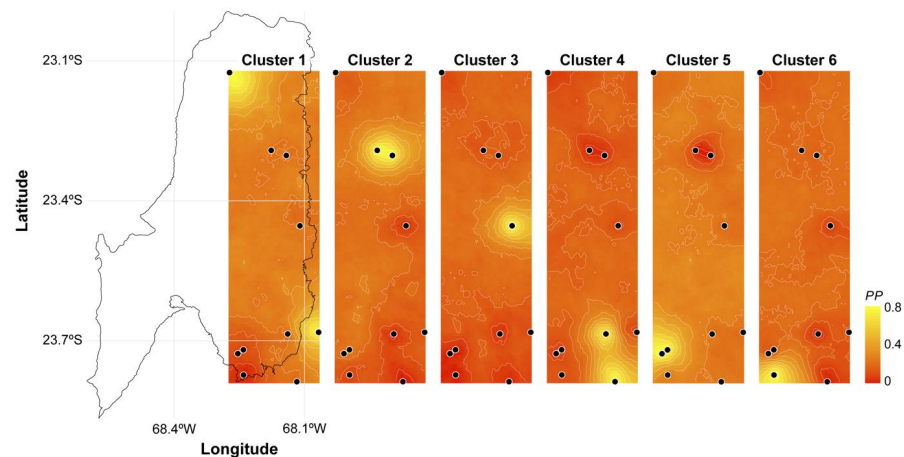 Cluster 1 Cluster 2 Cluster 3 Cluster 4 Cluster 5 Cluster 6
23.1ºS
23.4ºS
23.7ºS
Latitude
68.4ºW 68.1ºW
Longitude
PP
0.8
0.4
0